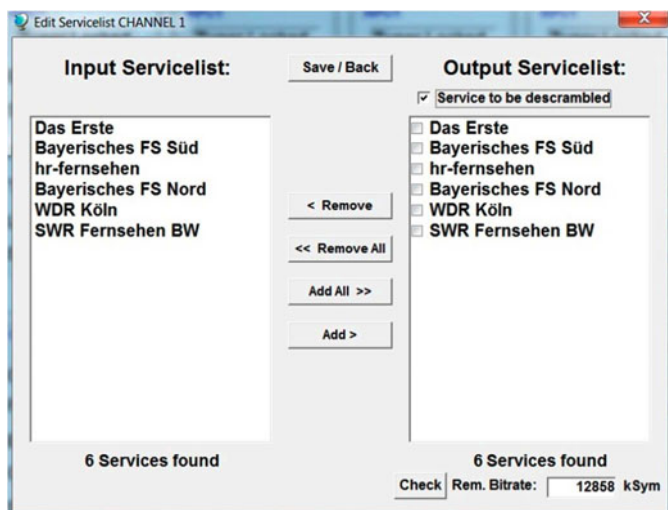 Edit Servicelist CHANNEL 1
Input Servicelist:
Save / Back
Output Servicelist:
Service to be descrambled
Das Erste
Bayerisches FS Süd
hr-fernsehen
Bayerisches FS Nord
WDR Köln
SWR Fernsehen BW
< Remove
<< Remove All
Add All >>
Add >
Das Erste
Bayerisches FS Süd
hr-fernsehen
Bayerisches FS Nord
WDR Köln
SWR Fernsehen BW
6 Services found
6 Services found
Check Rem. Bitrate: 12858 kSym